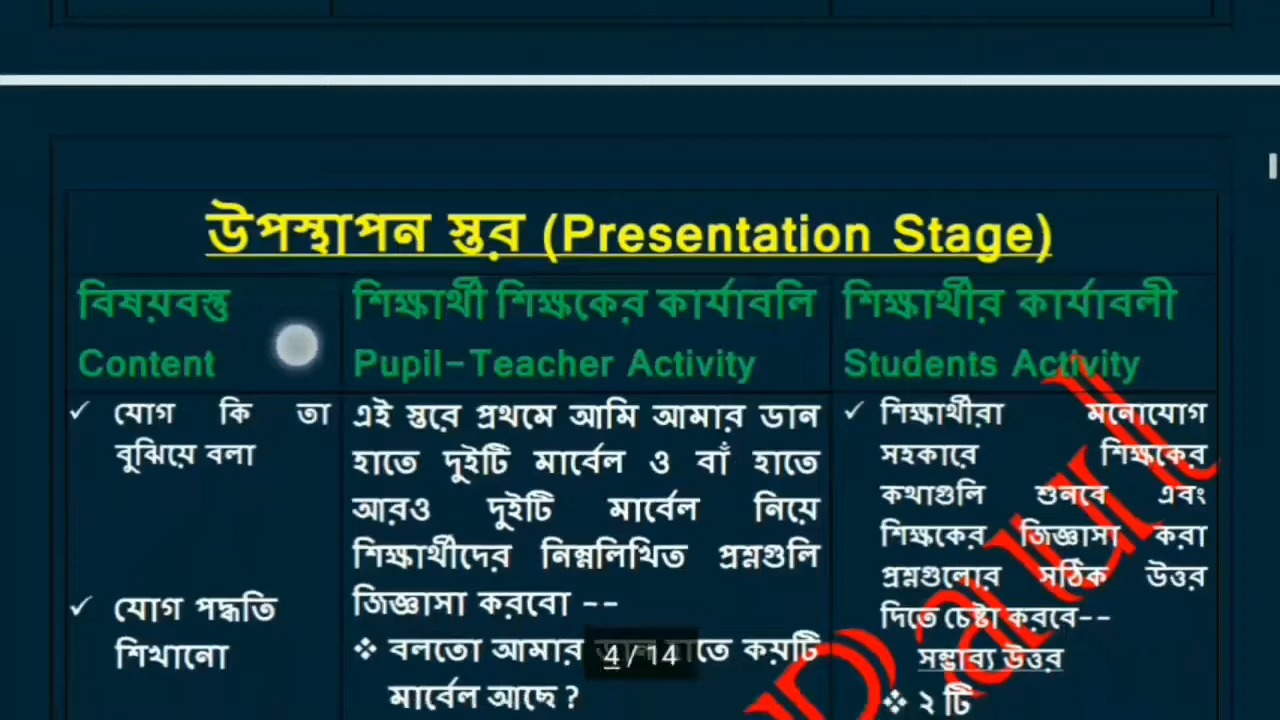 উপস্থাপন স্তর (Presentation Stage)
বিষয়বস্তু
Content
শিক্ষার্থী শিক্ষকের কার্যাবলি
Pupil-Teacher Activity
শিক্ষার্থীর কার্যাবলী
Students Activity
✓ যোগ কি তা
বুঝিয়ে বলা
✓ যোগ পদ্ধতি
শিখানো
এই স্তরে প্রথমে আমি আমার ডান
হাতে দুইটি মার্বেল ও বাঁ হাতে
আরও দুইটি মার্বেল নিয়ে
শিক্ষার্থীদের নিম্নলিখিত প্রশ্নগুলি
জিজ্ঞাসা করবো --
❖ বলতো আমার ডান হাতে কয়টি
মার্বেল আছে ?
✓ শিক্ষার্থীরা মনোযোগ
সহকারে শিক্ষকের
কথাগুলি শুনবে এবং
শিক্ষকের জিজ্ঞাসা করা
প্রশ্নগুলোর সঠিক উত্তর
দিতে চেষ্টা করবে--
সম্ভাব্য উত্তর
❖ ২ টি
4 / 14